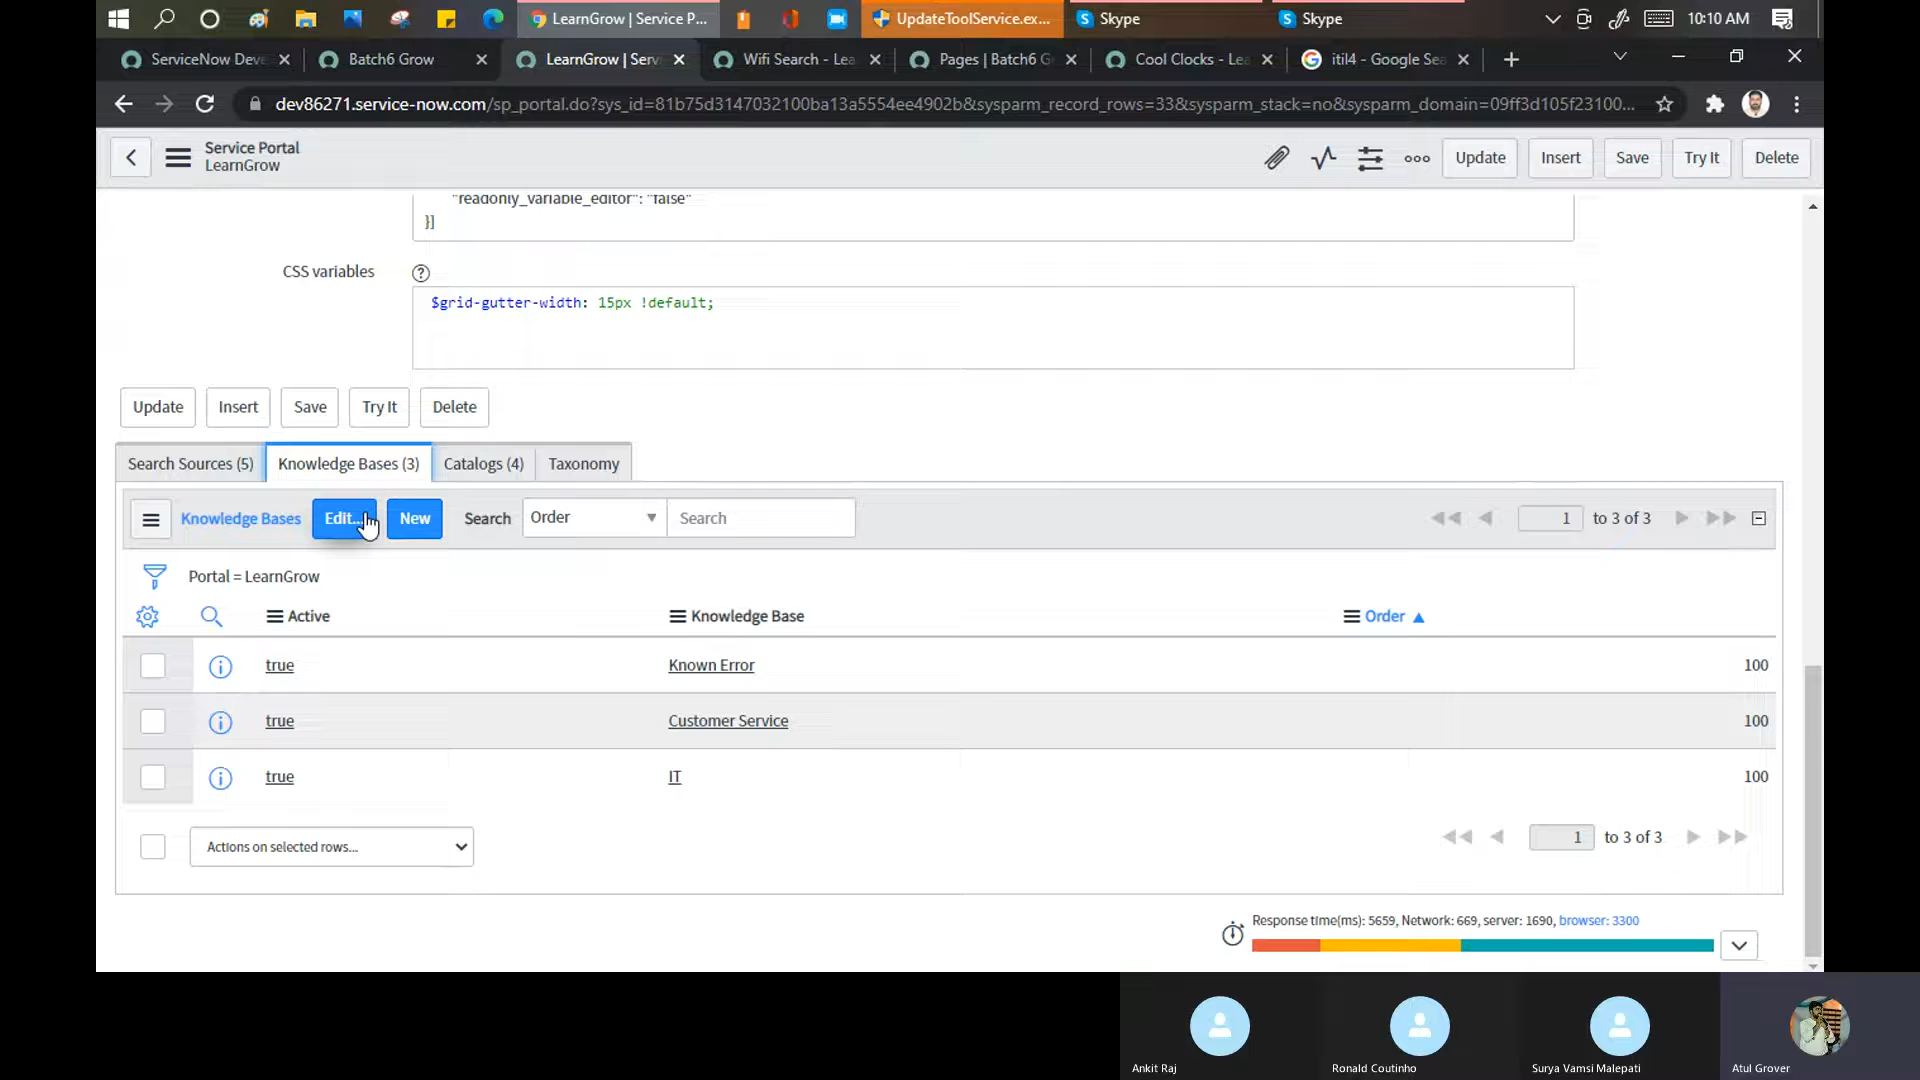 LearnGrow | Service P...
UpdateToolService.ex...
Skype
Skype
10:10 AM
ServiceNow Deve
Batch6 Grow
LearnGrow | Serv
Wifi Search - Lea
Pages | Batch6 G
Cool Clocks - Lea
itil4 - Google Sea
dev86271.service-now.com/sp_portal.do?sys_id=81b75d3147032100ba13a5554ee4902b&sysparm_record_rows=33&sysparm_stack=no&sysparm_domain=09ff3d105f23100...
Service Portal
LearnGrow
Update
Insert
Save
Try It
Delete
"readonly_variable_editor": "false"
}]
CSS variables
$grid-gutter-width: 15px !default;
Update
Insert
Save
Try It
Delete
Search Sources (5)
Knowledge Bases (3)
Catalogs (4)
Taxonomy
Knowledge Bases
Edit...
New
Search
Order
Search
1 to 3 of 3
Portal = LearnGrow
Active
Knowledge Base
Order
true
Known Error
100
true
Customer Service
100
true
IT
100
Actions on selected rows...
1 to 3 of 3
Response time(ms): 5659, Network: 669, server: 1690, browser: 3300
Ankit Raj
Ronald Coutinho
Surya Vamsi Malepati
Atul Grover